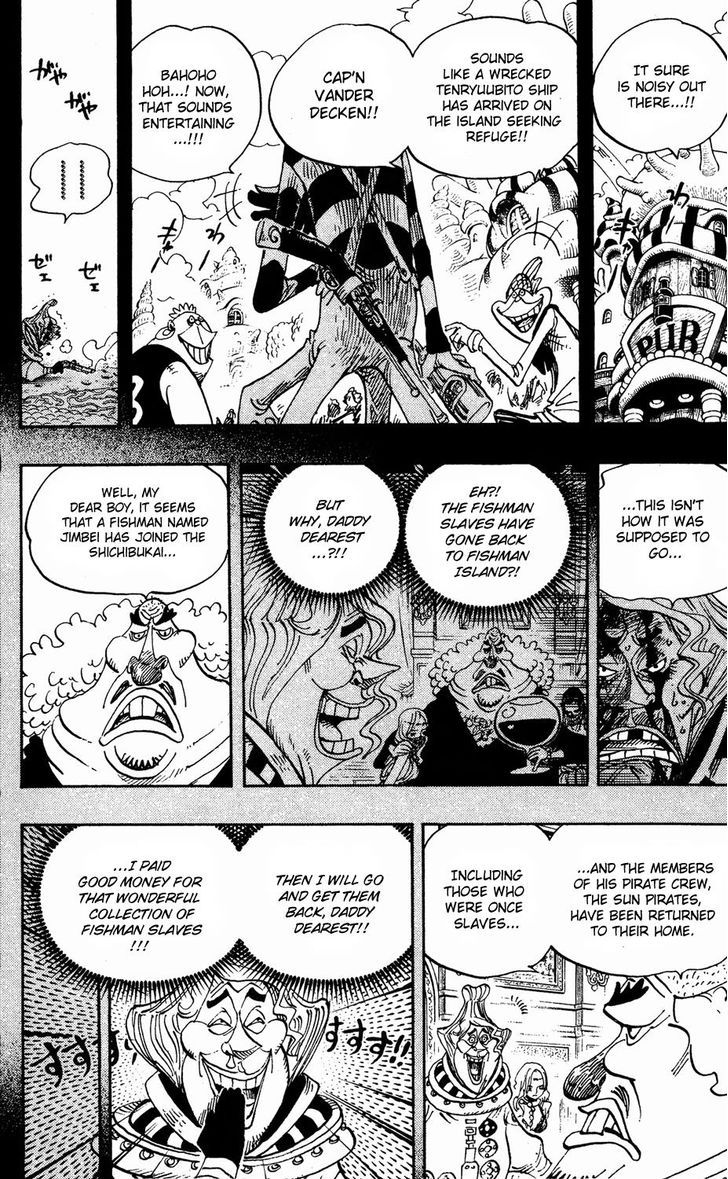 IT SURE
IS NOISY OUT
THERE...!!
わい
PUB
SOUNDS
LIKE A WRECKED
TENRYUUBITO SHIP
HAS ARRIVED ON
THE ISLAND SEEKING
REFUGE!!
CAP'N
VANDER
DECKEN!!
BAHOHO
HOH...! NOW,
THAT SOUNDS
ENTERTAINING
...!!!
ガヤ
ガヤ
ゼェ
ゼェ
...THIS ISN'T
HOW IT WAS
SUPPOSED TO
GO...
EH?!
THE FISHMAN
SLAVES HAVE
GONE BACK
TO FISHMAN
ISLAND?!
BUT
WHY, DADDY
DEAREST
...?!!
WELL, MY
DEAR BOY, IT SEEMS
THAT A FISHMAN NAMED
JIMBEI HAS JOINED THE
SHICHIBUKAI...
...AND THE MEMBERS
OF HIS PIRATE CREW,
THE SUN PIRATES,
HAVE BEEN RETURNED
TO THEIR HOME.
INCLUDING
THOSE WHO
WERE ONCE
SLAVES...
THEN I WILL GO
AND GET THEM
BACK, DADDY
DEAREST!!
...I PAID
GOOD MONEY FOR
THAT WONDERFUL
COLLECTION OF
FISHMAN SLAVES
!!!
すすす!!
すすす